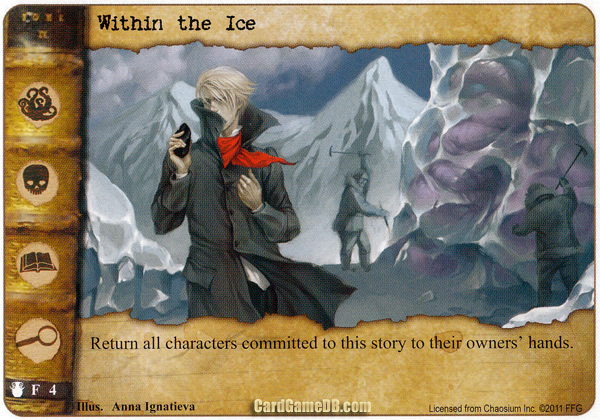 Within the Ice
Return all characters committed to this story to their owners' hands.
F 4
Illus. Anna Ignatieva
CardGameDB.com
Licensed from Chaosium Inc. ©2011 FFG